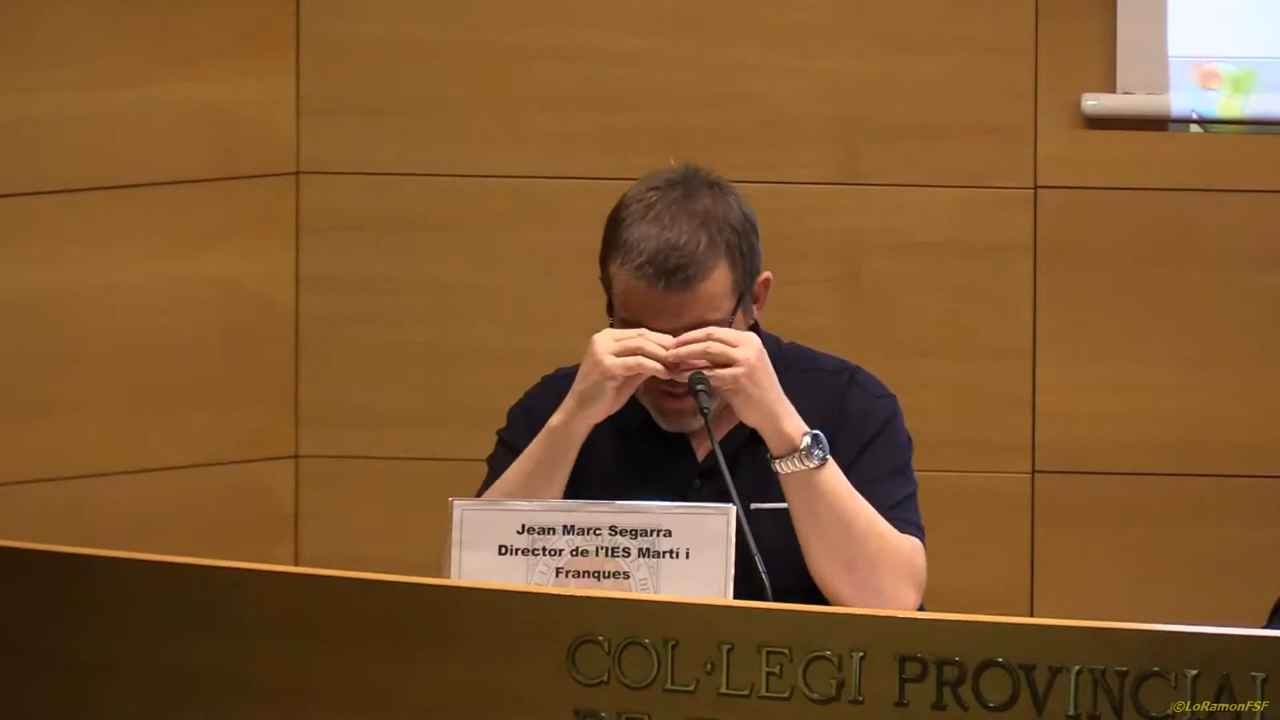 Jean Marc Segarra
Director de l'IES Martí i
Franques
COL·LEGI PROVINCIAL
©LoRamonFSF